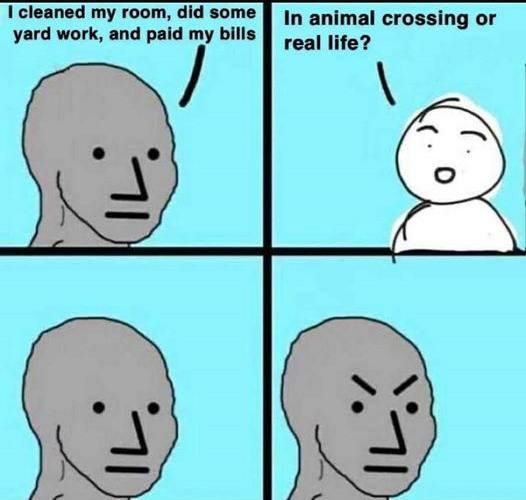 I cleaned my room, did some
yard work, and paid my bills
In animal crossing or
real life?